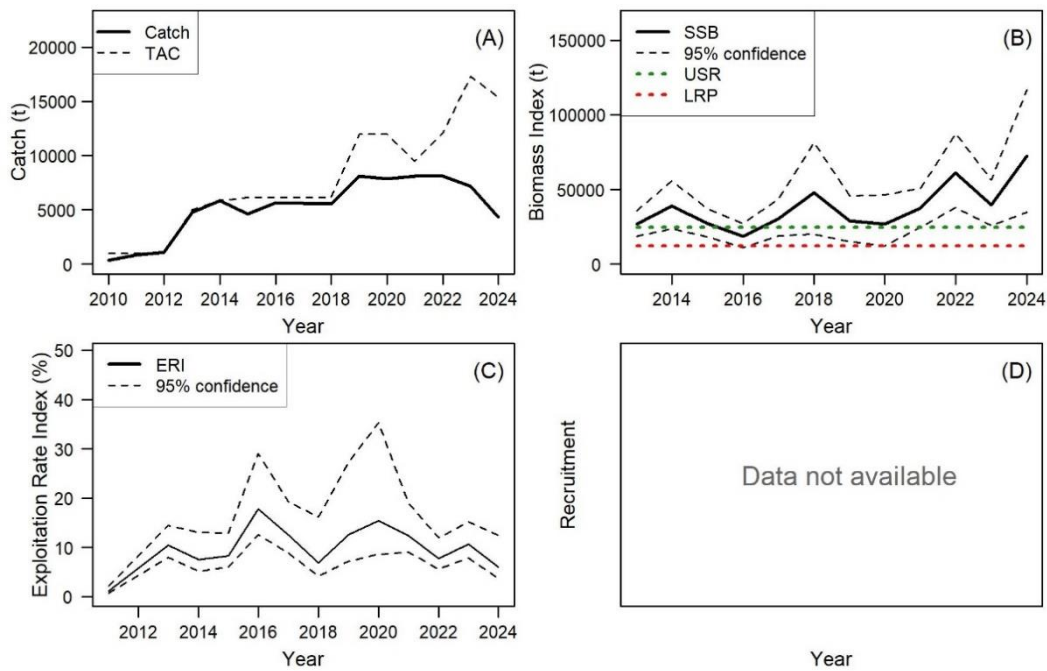 (A)
Catch
TAC
Catch (t)
20000
15000
10000
5000
0
2010 2012 2014 2016 2018 2020 2022 2024
Year
(B)
SSB
95% confidence
USR
LRP
Biomass Index (t)
150000
100000
50000
0
2014 2016 2018 2020 2022 2024
Year
(C)
ERI
95% confidence
Exploitation Rate Index (%)
50
40
30
20
10
0
2012 2014 2016 2018 2020 2022 2024
Year
(D)
Recruitment
Data not available
Year